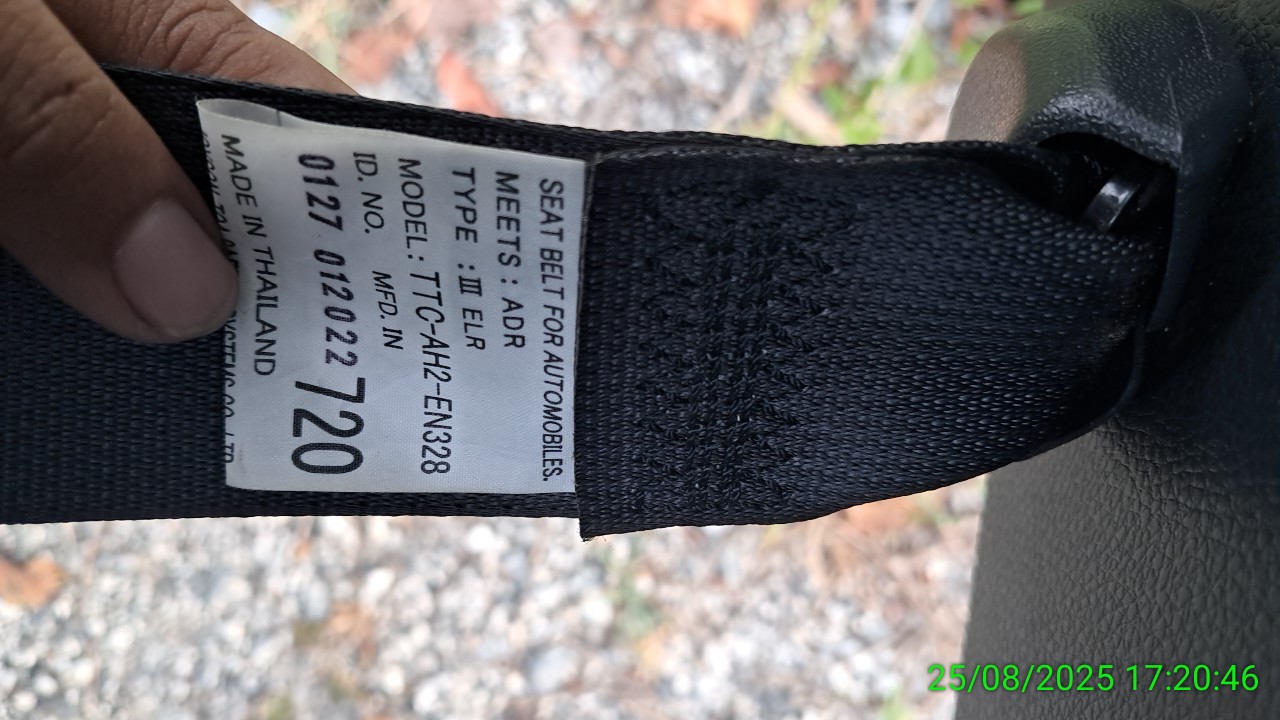 SEAT BELT FOR AUTOMOBILES.
MEETS : ADR
TYPE : III ELR
MODEL : TTC-AH2-EN328
ID. NO. MFD. IN
0127 012022 720
MADE IN THAILAND
25/08/2025 17:20:46